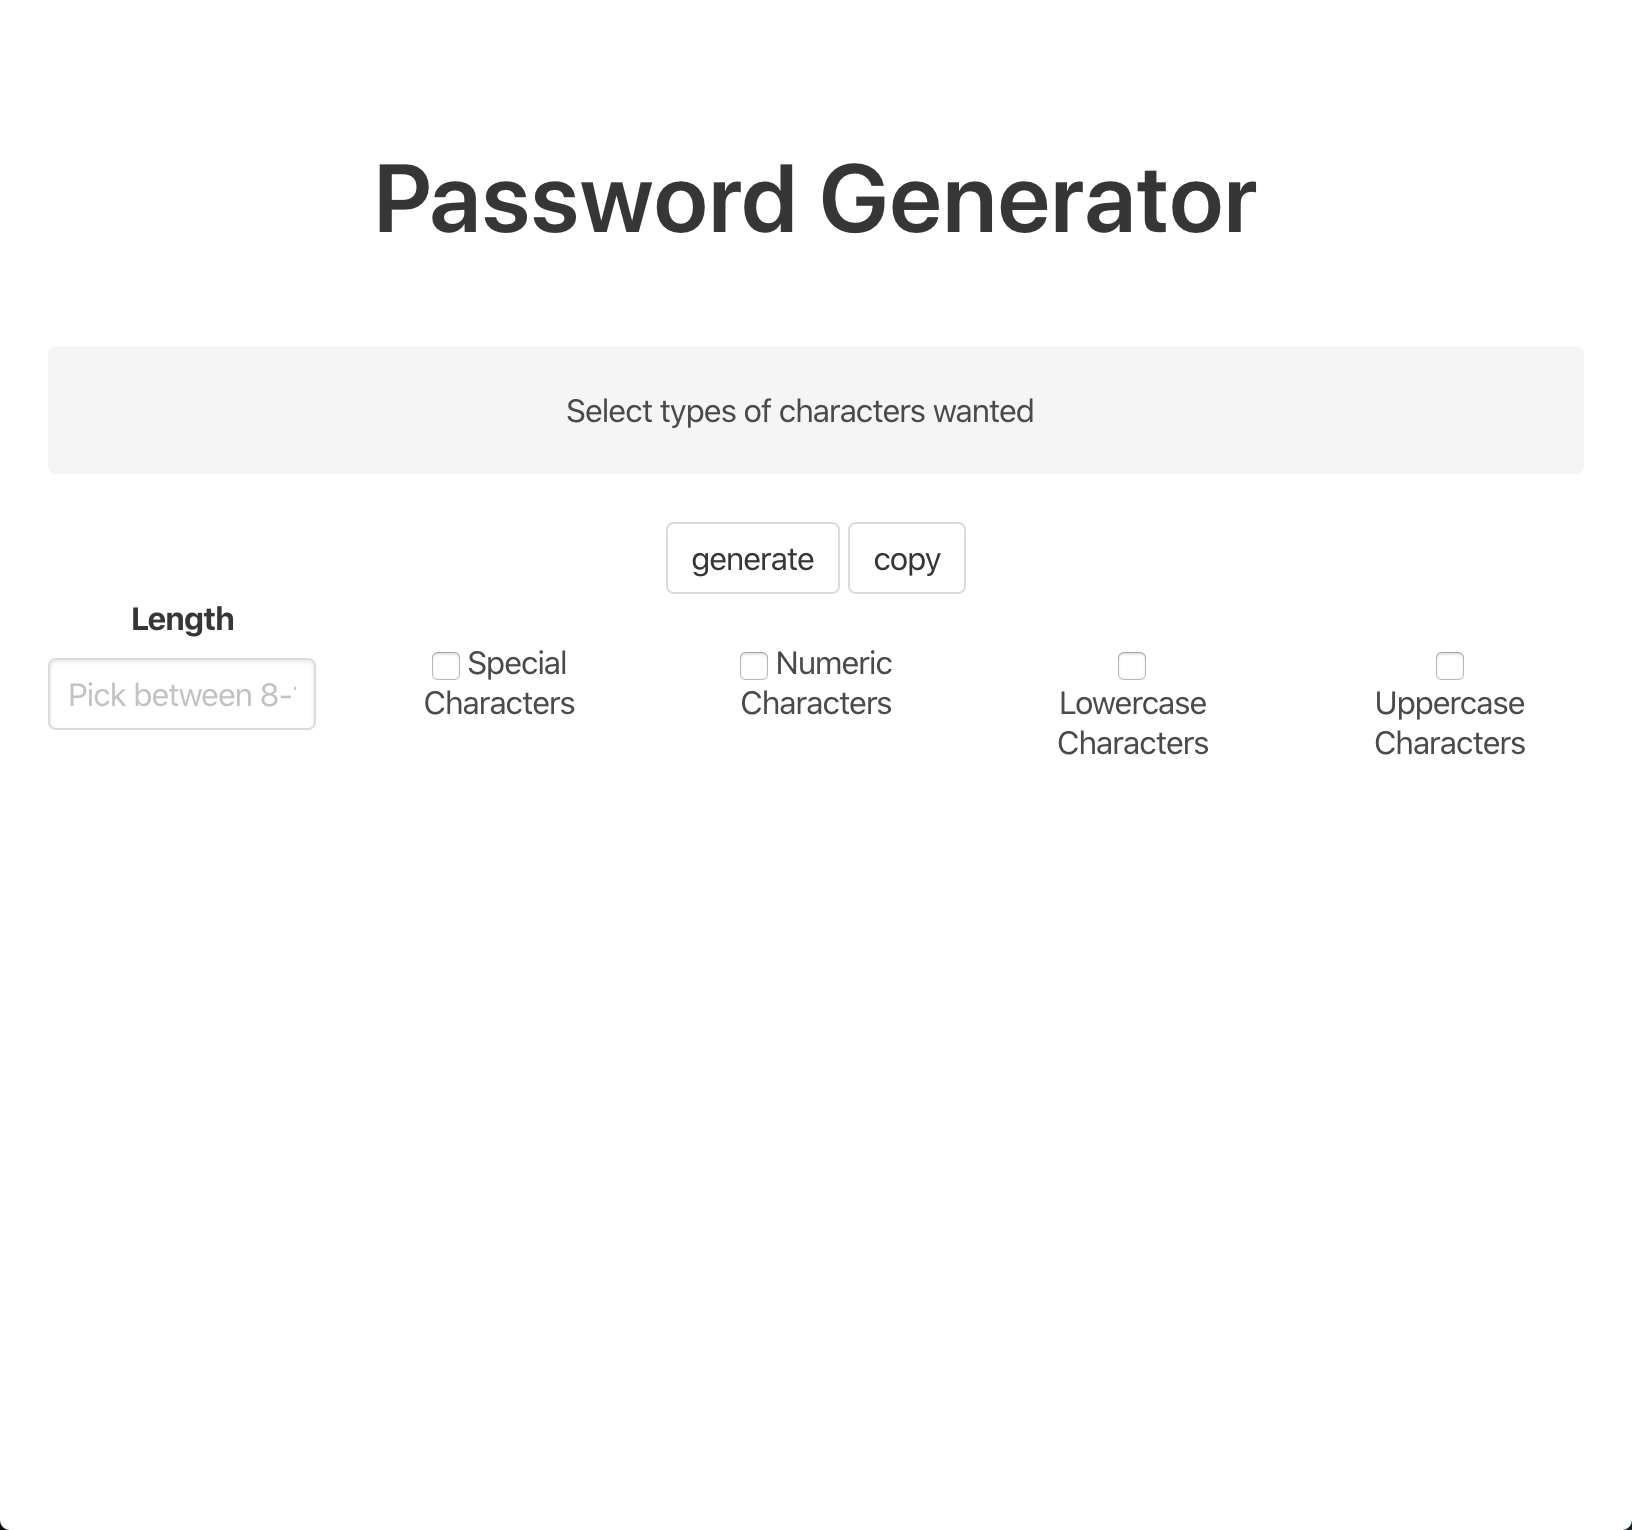 Password Generator
Select types of characters wanted
generate copy
Length
Pick between 8-
Special
Characters
Numeric
Characters
Lowercase
Characters
Uppercase
Characters